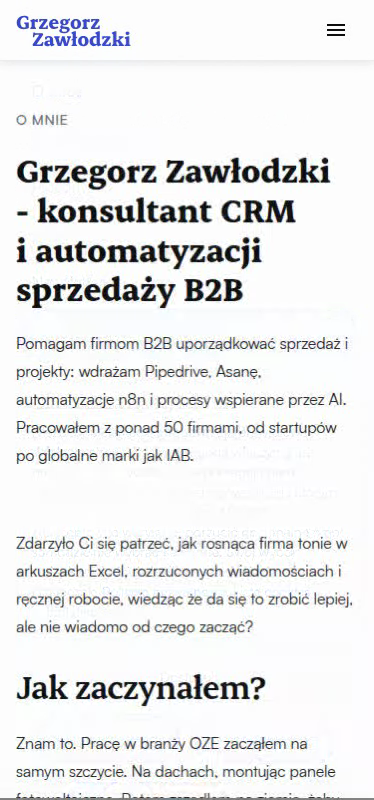 Grzegorz
Zawłodzki
O MNIE
Grzegorz Zawłodzki
- konsultant CRM
i automatyzacji
sprzedaży B2B
Pomagam firmom B2B uporządkować sprzedaż i
projekty: wdrażam Pipedrive, Asanę,
automatyzacje n8n i procesy wspierane przez AI.
Pracowałem z ponad 50 firmami, od startupów
po globalne marki jak IAB.
Zdarzyło Ci się patrzeć, jak rosnąca firma tonie w
arkuszach Excel, rozrzuconych wiadomościach i
ręcznej robocie, wiedząc że da się to zrobić lepiej,
ale nie wiadomo od czego zacząć?
Jak zaczynałem?
Znam to. Pracę w branży OZE zacząłem na
samym szczycie. Na dachach, montując panele